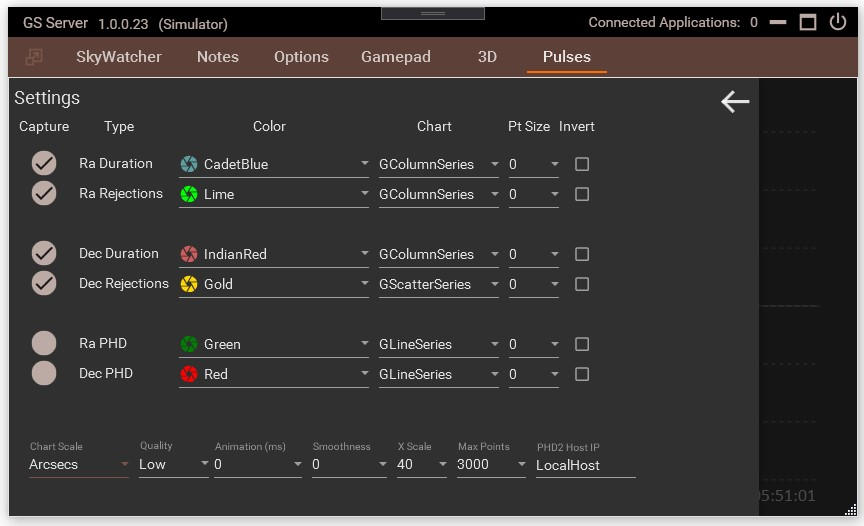 GS Server 1.0.0.23 (Simulator) Connected Applications: 0
SkyWatcher Notes Options Gamepad 3D Pulses
Settings
Capture Type Color Chart Pt Size Invert
Ra Duration CadetBlue GColumnSeries 0
Ra Rejections Lime GColumnSeries 0
Dec Duration IndianRed GColumnSeries 0
Dec Rejections Gold GScatterSeries 0
Ra PHD Green GLineSeries 0
Dec PHD Red GLineSeries 0
Chart Scale Quality Animation (ms) Smoothness X Scale Max Points PHD2 Host IP
Arcsecs Low 0 0 40 3000 LocalHost
5:51:01